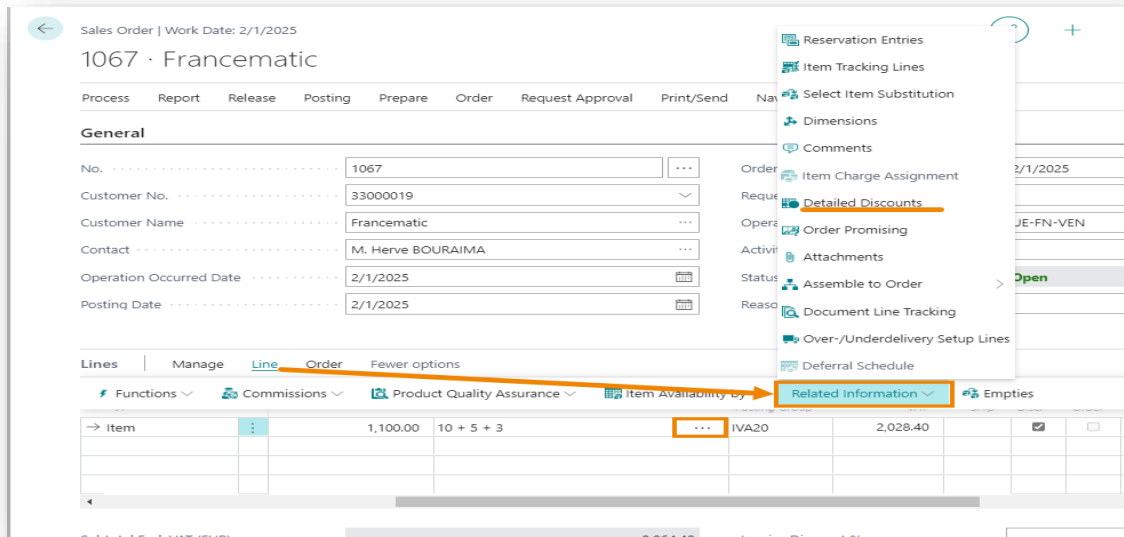 Sales Order | Work Date: 2/1/2025
1067 · Francematic
Process Report Release Posting Prepare Order Request Approval Print/Send
General
No. 1067
Customer No. 33000019
Customer Name Francematic
Contact M. Herve BOURAIMA
Operation Occurred Date 2/1/2025
Posting Date 2/1/2025
Order 2/1/2025
UE-FN-VEN
Status Open
Reservation Entries
Item Tracking Lines
Select Item Substitution
Dimensions
Comments
Item Charge Assignment
Detailed Discounts
Order Promising
Attachments
Assemble to Order
Document Line Tracking
Over-/Underdelivery Setup Lines
Deferral Schedule
Lines Manage Line Order Fewer options
Functions Commissions Product Quality Assurance Item Availability by Related Information Empties
Item 1,100.00 10 + 5 + 3 ... IVA20 2,028.40